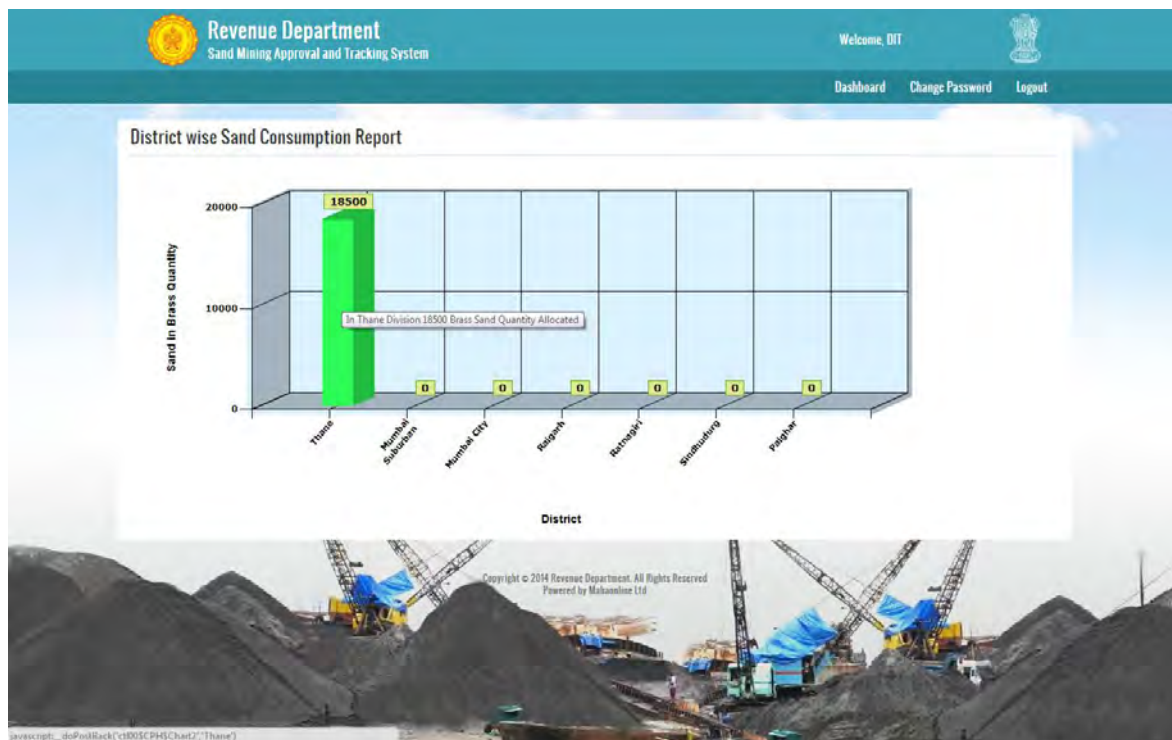 Revenue Department
Sand Mining Approval and Tracking System
Welcome, DIT
Dashboard Change Password Logout
District wise Sand Consumption Report
Sand in Brass Quantity
20000
10000
0
18500
In Thane Division 18500 Brass Sand Quantity Allocated
0 0 0 0 0 0
Thane
Mumbai
Suburban
Mumbai City
Raigarh
Ratnagiri
Sindhudurg
Palghar
District
Copyright © 2014 Revenue Department. All Rights Reserved
Powered by Mahaonline Ltd
javascript:__doPostBack('ctl00$CPH$Chart2','Thane')